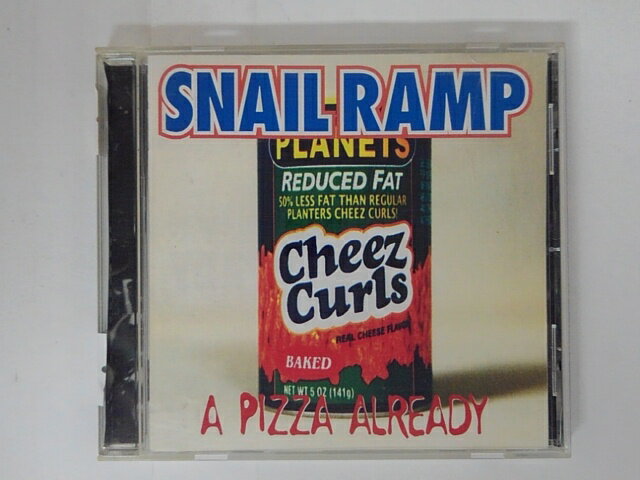 SNAIL RAMP
PLANETS
REDUCED FAT
50% LESS FAT THAN REGULAR
PLANTERS CHEEZ CURLS!
Cheez
Curls
REAL CHEESE FLAVOR
BAKED
NET WT 5 OZ (141g)
A PIZZA ALREADY